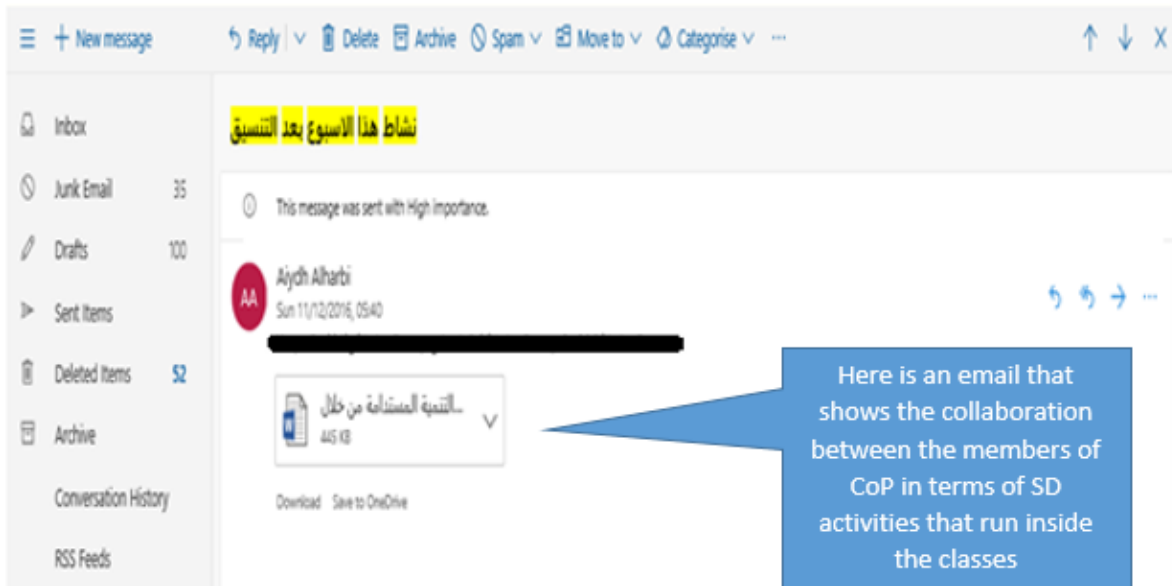 + New message
Reply
Delete
Archive
Spam
Move to
Categorise
...
X
نشاط هذا الاسبوع بعد التنسيق
Inbox
Junk Email 35
Drafts 100
Sent Items
Deleted Items 52
Archive
Conversation History
RSS Feeds
This message was sent with High importance.
AA
Aiydh Alharbi
Sun 11/12/2016, 05:40
...
التنمية المستدامة من خلال...
445 KB
Download Save to OneDrive
Here is an email that
shows the collaboration
between the members of
CoP in terms of SD
activities that run inside
the classes